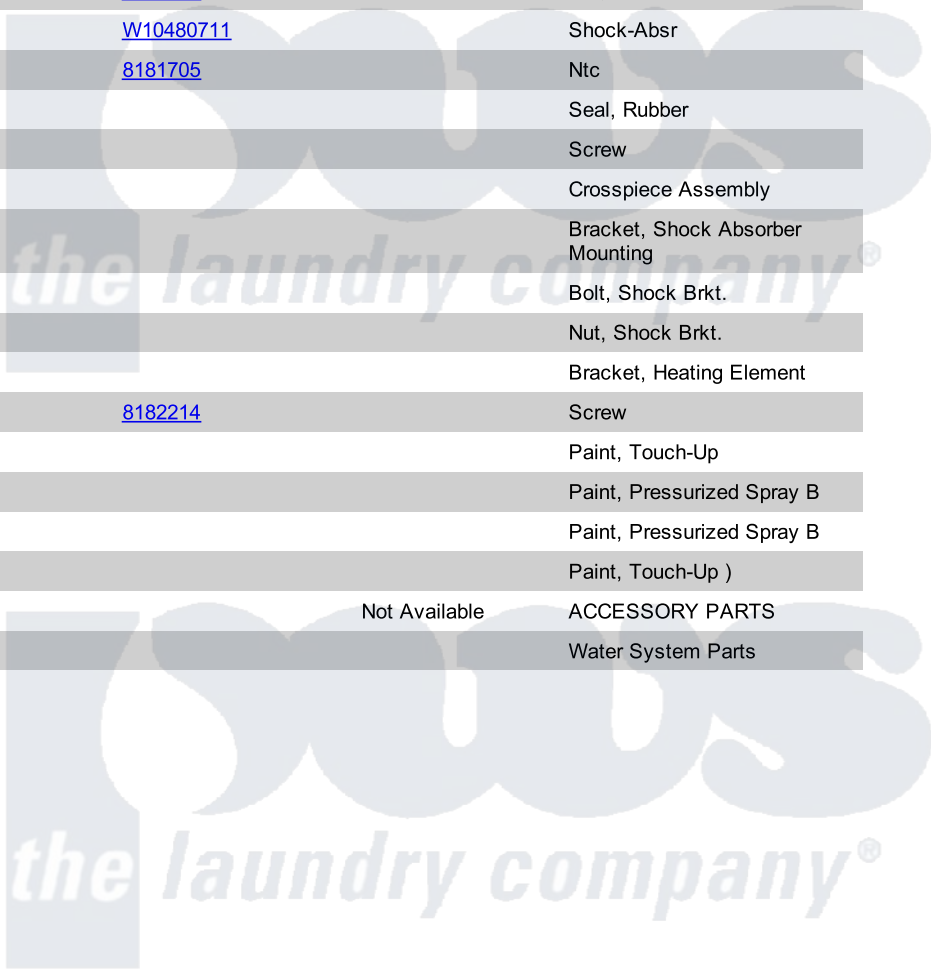 W10480711 Shock-Absr
8181705 Ntc
Seal, Rubber
Screw
Crosspiece Assembly
Bracket, Shock Absorber
Mounting
Bolt, Shock Brkt.
Nut, Shock Brkt.
Bracket, Heating Element
8182214 Screw
Paint, Touch-Up
Paint, Pressurized Spray B
Paint, Pressurized Spray B
Paint, Touch-Up )
Not Available ACCESSORY PARTS
Water System Parts
pws
the laundry company®
pws
the laundry company®